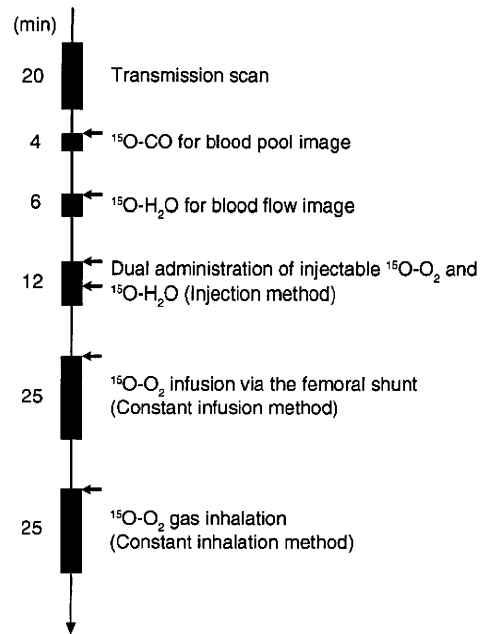 (min)
20 Transmission scan
4 ¹⁵O-CO for blood pool image
6 ¹⁵O-H₂O for blood flow image
12 Dual administration of injectable ¹⁵O-O₂ and
¹⁵O-H₂O (Injection method)
25 ¹⁵O-O₂ infusion via the femoral shunt
(Constant infusion method)
25 ¹⁵O-O₂ gas inhalation
(Constant inhalation method)